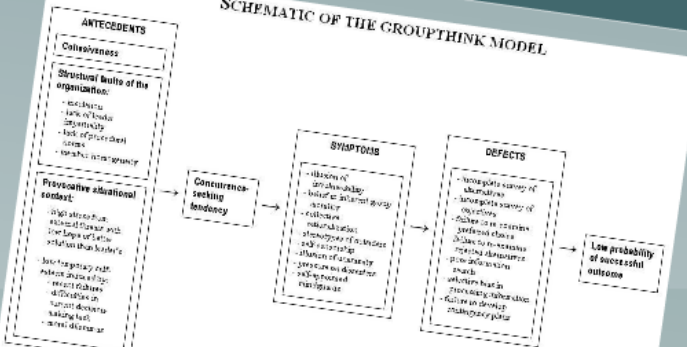 SCHEMATIC OF THE GROUPTHINK MODEL
ANTECEDENTS
Cohesiveness
Structural faults of the
organization:
- insulation
- lack of leader
impartiality
- lack of procedural
norms
- member homogeneity
Provocative situational
context:
- high stress from
external threats with
low hope of better
solution than leader's
- low temporary self-
esteem induced by:
- recent failures
- difficulties in
current decision-
making task
- moral dilemmas
Concurrence-
seeking
tendency
SYMPTOMS
- illusion of
invulnerability
- belief in inherent group
morality
- collective
rationalization
- stereotypes of outsiders
- self-censorship
- illusion of unanimity
- pressure on dissenters
- self-appointed
mindguards
DEFECTS
- incomplete survey of
alternatives
- incomplete survey of
objectives
- failure to re-examine
preferred choice
- failure to re-examine
rejected alternatives
- poor information
search
- selective bias in
processing information
- failure to develop
contingency plans
Low probability
of successful
outcome